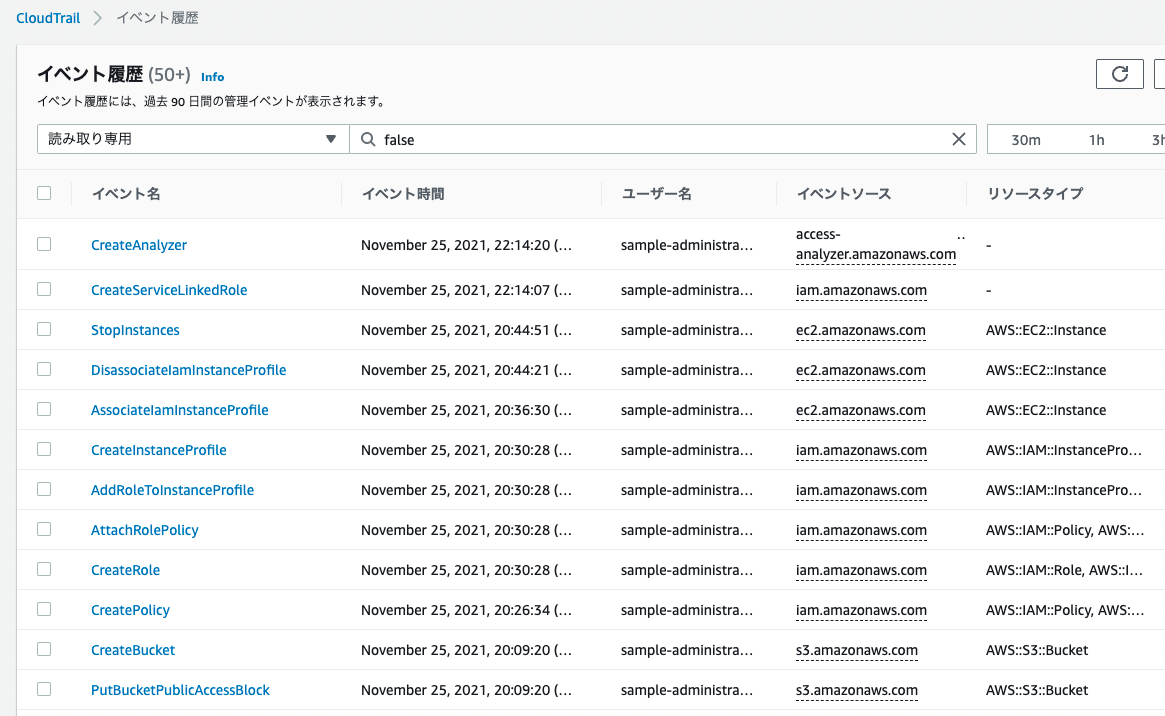 CloudTrail > イベント履歴
イベント履歴 (50+) Info
イベント履歴には、過去 90 日間の管理イベントが表示されます。
読み取り専用 false 30m 1h 3h
イベント名 イベント時間 ユーザー名 イベントソース リソースタイプ
CreateAnalyzer November 25, 2021, 22:14:20 (… sample-administra… access-analyzer.amazonaws.com .. -
CreateServiceLinkedRole November 25, 2021, 22:14:07 (… sample-administra… iam.amazonaws.com -
StopInstances November 25, 2021, 20:44:51 (… sample-administra… ec2.amazonaws.com AWS::EC2::Instance
DisassociateIamInstanceProfile November 25, 2021, 20:44:21 (… sample-administra… ec2.amazonaws.com AWS::EC2::Instance
AssociateIamInstanceProfile November 25, 2021, 20:36:30 (… sample-administra… ec2.amazonaws.com AWS::EC2::Instance
CreateInstanceProfile November 25, 2021, 20:30:28 (… sample-administra… iam.amazonaws.com AWS::IAM::InstancePro…
AddRoleToInstanceProfile November 25, 2021, 20:30:28 (… sample-administra… iam.amazonaws.com AWS::IAM::InstancePro…
AttachRolePolicy November 25, 2021, 20:30:28 (… sample-administra… iam.amazonaws.com AWS::IAM::Policy, AWS:…
CreateRole November 25, 2021, 20:30:28 (… sample-administra… iam.amazonaws.com AWS::IAM::Role, AWS::I…
CreatePolicy November 25, 2021, 20:26:34 (… sample-administra… iam.amazonaws.com AWS::IAM::Policy, AWS:…
CreateBucket November 25, 2021, 20:09:20 (… sample-administra… s3.amazonaws.com AWS::S3::Bucket
PutBucketPublicAccessBlock November 25, 2021, 20:09:20 (… sample-administra… s3.amazonaws.com AWS::S3::Bucket